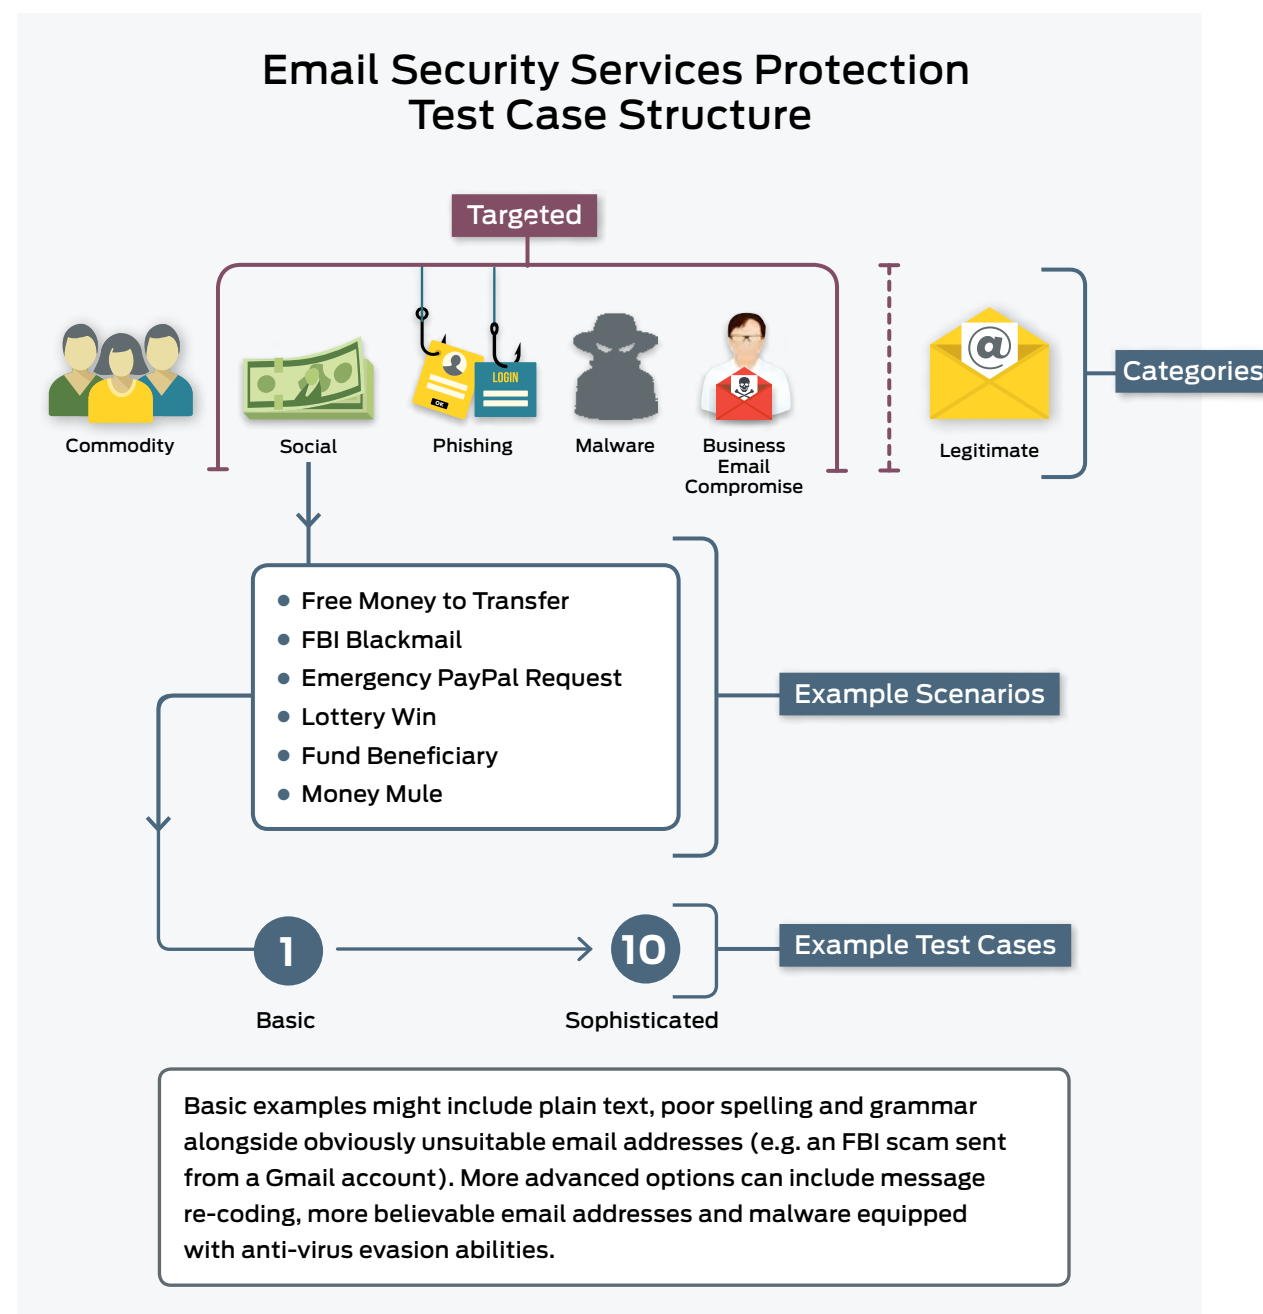 Email Security Services Protection
Test Case Structure
Targeted
LOGIN
OK
@
Categories
Commodity
Social
Phishing
Malware
Business
Email
Compromise
Legitimate
Free Money to Transfer
FBI Blackmail
Emergency PayPal Request
Lottery Win
Fund Beneficiary
Money Mule
Example Scenarios
1
10
Example Test Cases
Basic
Sophisticated
Basic examples might include plain text, poor spelling and grammar
alongside obviously unsuitable email addresses (e.g. an FBI scam sent
from a Gmail account). More advanced options can include message
re-coding, more believable email addresses and malware equipped
with anti-virus evasion abilities.